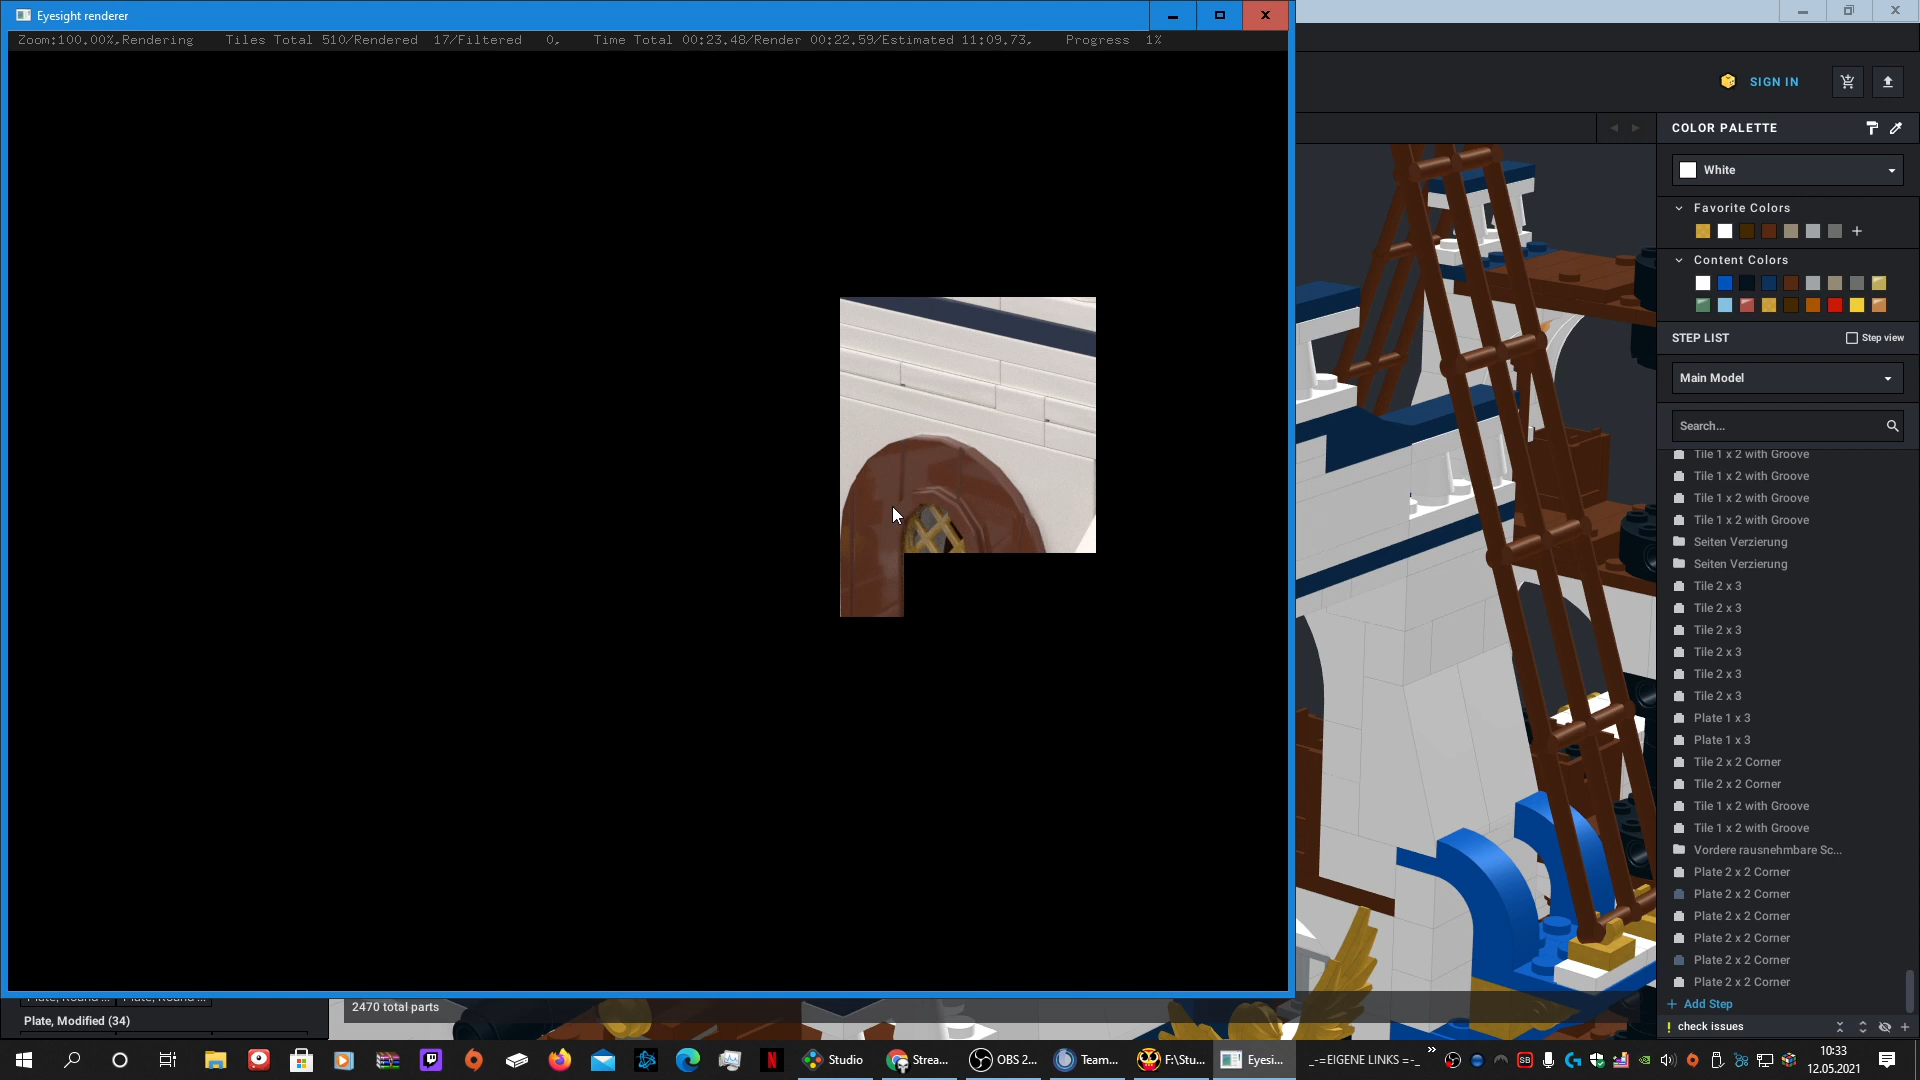 Eyesight renderer
Zoom:100.00%,Rendering Tiles Total 510/Rendered 17/Filtered 0, Time Total 00:23.48/Render 00:22.59/Estimated 11:09.73, Progress 1%
SIGN IN
COLOR PALETTE
White
Favorite Colors
Content Colors
STEP LIST
Step view
Main Model
Search...
Tile 1 x 2 with Groove
Tile 1 x 2 with Groove
Tile 1 x 2 with Groove
Tile 1 x 2 with Groove
Seiten Verzierung
Seiten Verzierung
Tile 2 x 3
Tile 2 x 3
Tile 2 x 3
Tile 2 x 3
Tile 2 x 3
Tile 2 x 3
Plate 1 x 3
Plate 1 x 3
Tile 2 x 2 Corner
Tile 2 x 2 Corner
Tile 1 x 2 with Groove
Tile 1 x 2 with Groove
Vordere rausnehmbare Sc...
Plate 2 x 2 Corner
Plate 2 x 2 Corner
Plate 2 x 2 Corner
Plate 2 x 2 Corner
Plate 2 x 2 Corner
Plate 2 x 2 Corner
+ Add Step
! check issues
Plate, Round ... Plate, Round ...
2470 total parts
Plate, Modified (34)
Studio
Strea...
OBS 2...
Team...
F:\Stu...
Eyesi...
_-=EIGENE LINKS =-_
10:33
12.05.2021